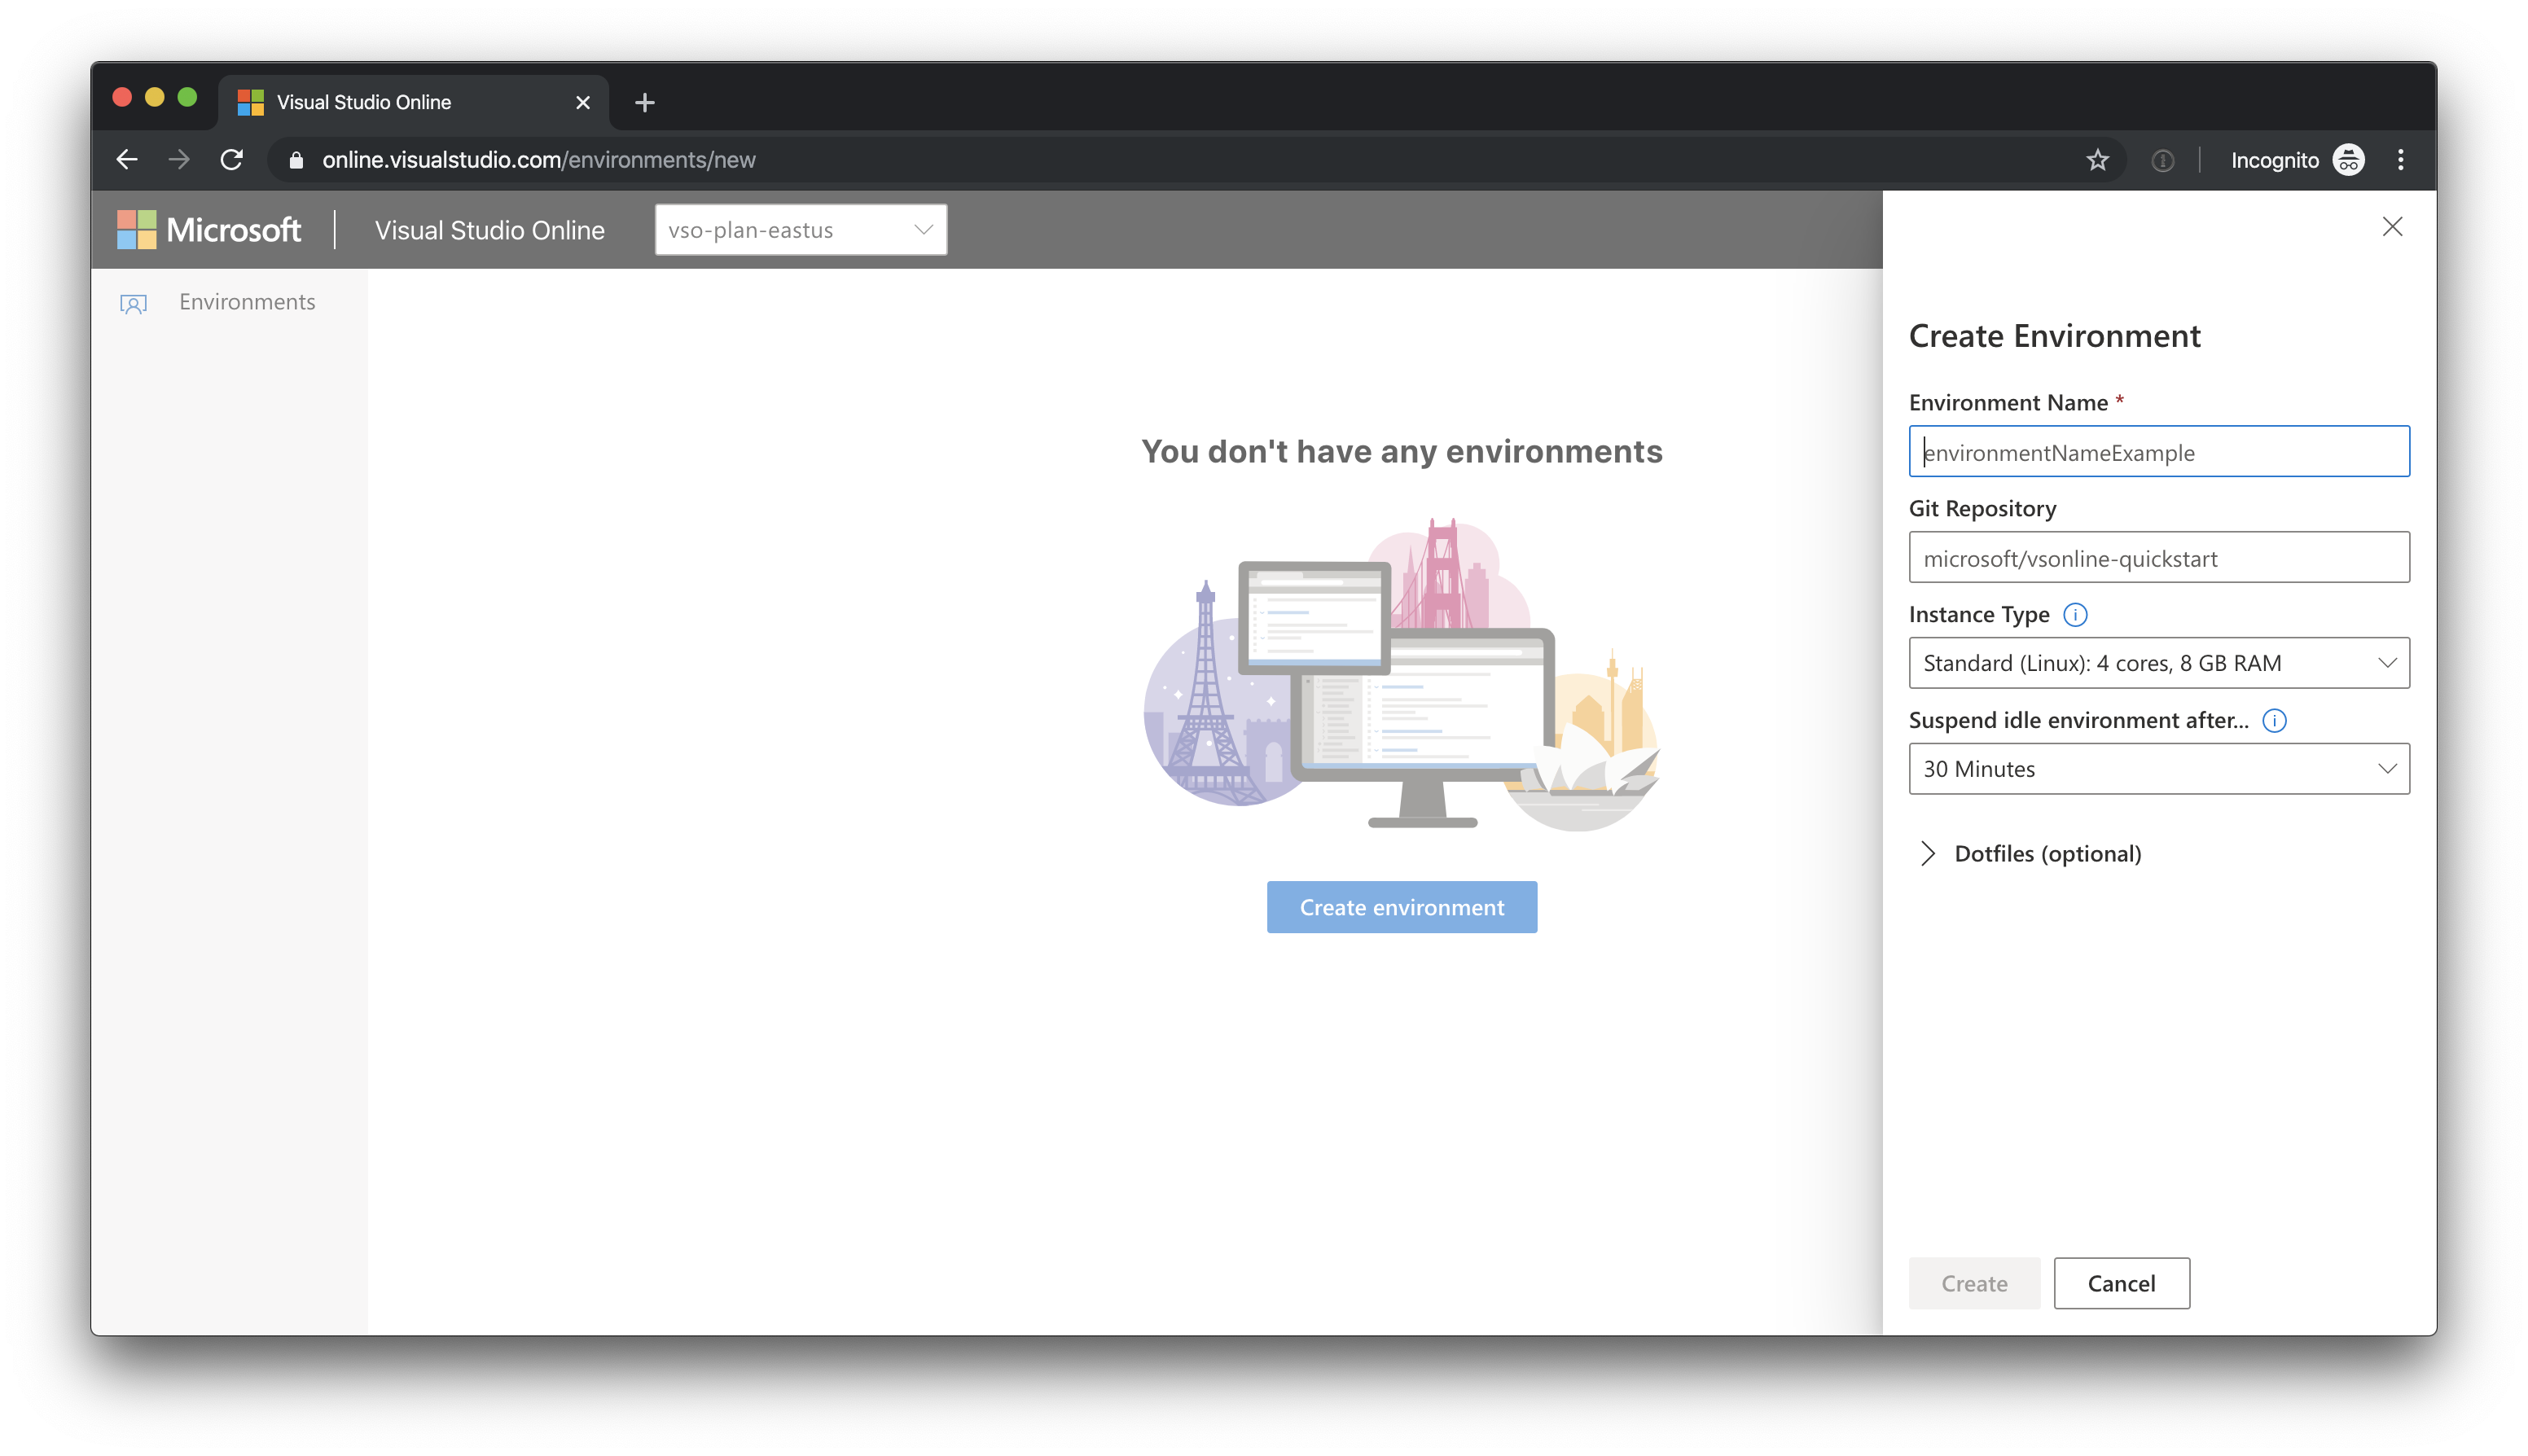 Visual Studio Online
online.visualstudio.com/environments/new
Incognito
Microsoft
Visual Studio Online
vso-plan-eastus
Environments
You don't have any environments
Create environment
Create Environment
Environment Name *
environmentNameExample
Git Repository
microsoft/vsonline-quickstart
Instance Type
Standard (Linux): 4 cores, 8 GB RAM
Suspend idle environment after...
30 Minutes
Dotfiles (optional)
Create
Cancel